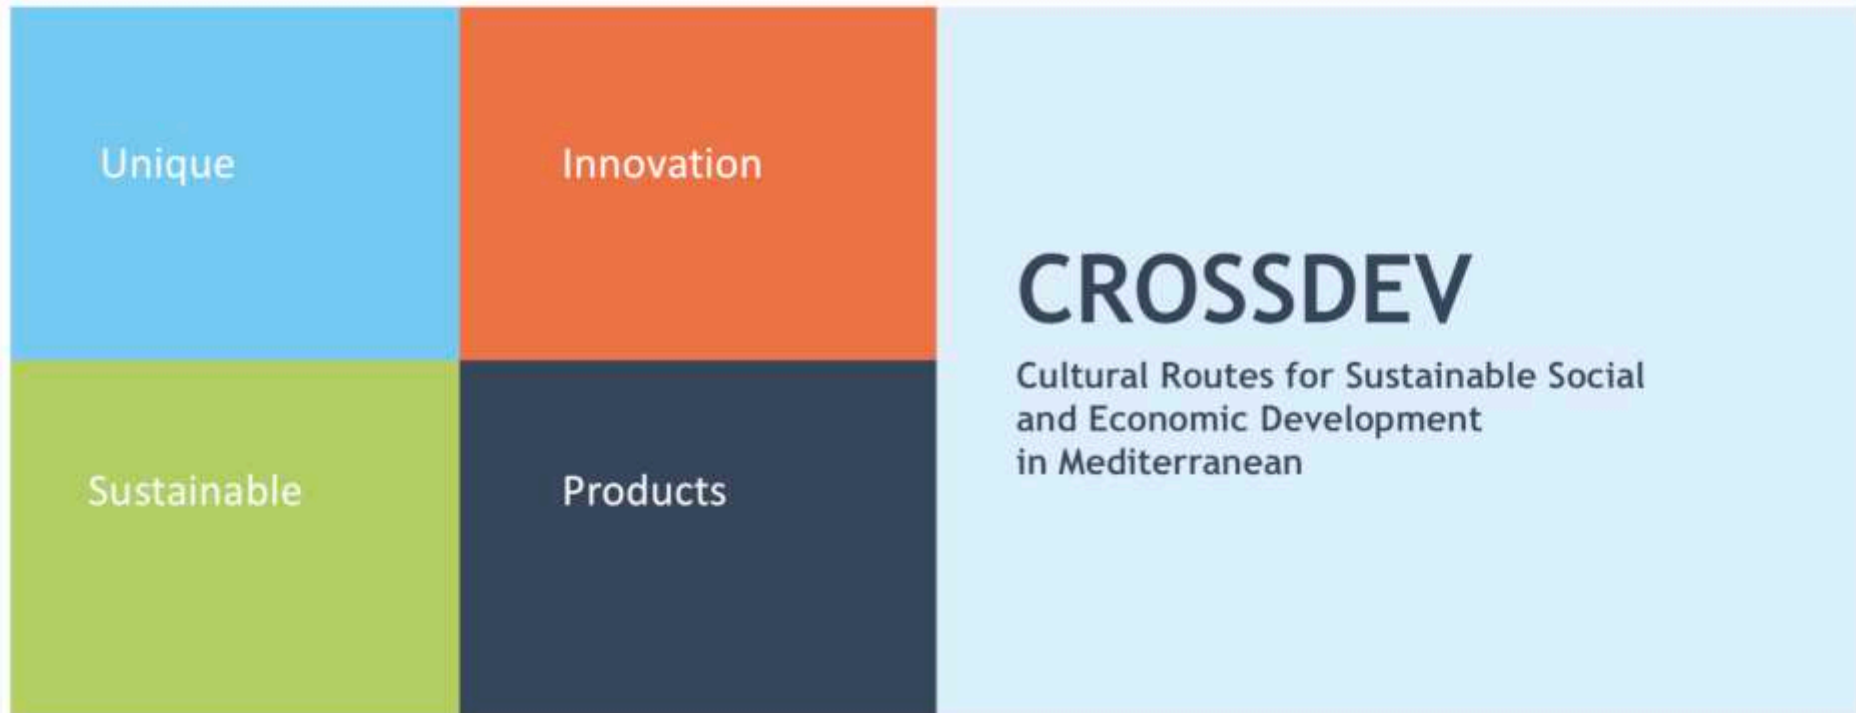 Unique
Innovation
Sustainable
Products
CROSSDEV
Cultural Routes for Sustainable Social
and Economic Development
in Mediterranean